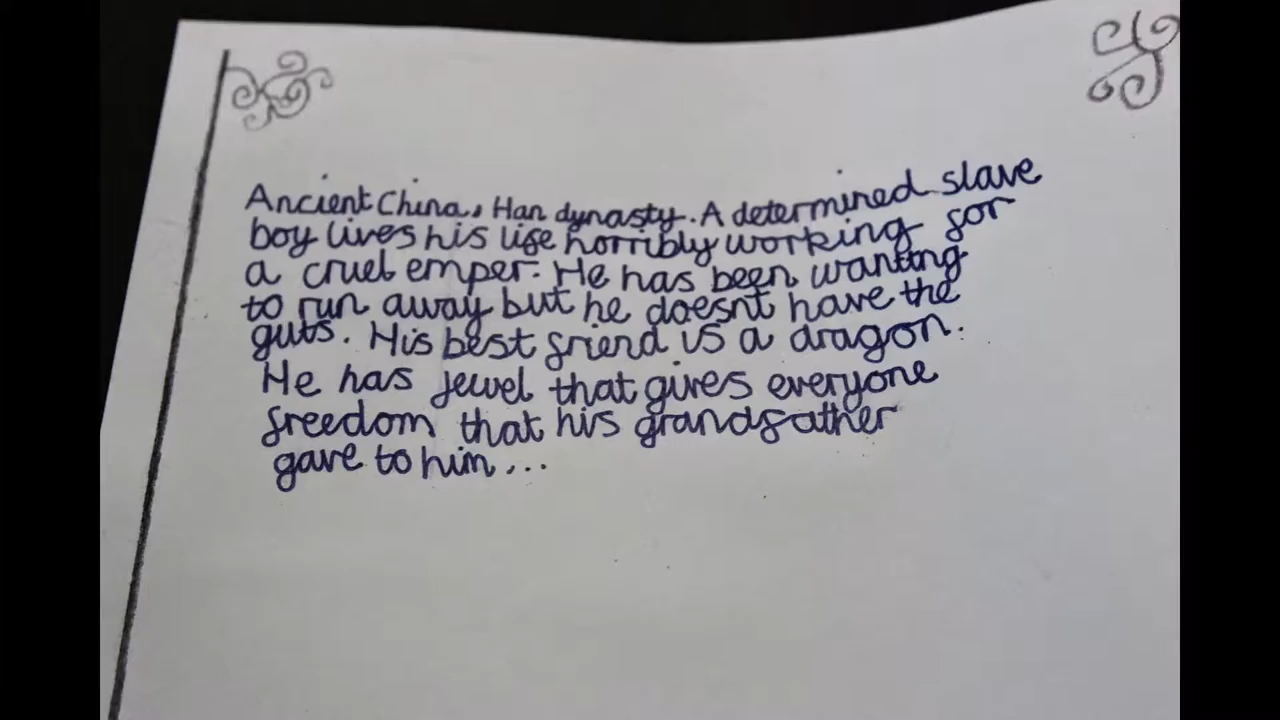 Ancient China, Han dynasty. A determined slave
boy lives his life horribly working for
a cruel emper. He has been wanting
to run away but he doesnt have the
guts. His best friend is a dragon.
He has jewel that gives everyone
freedom that his grandfather
gave to him...